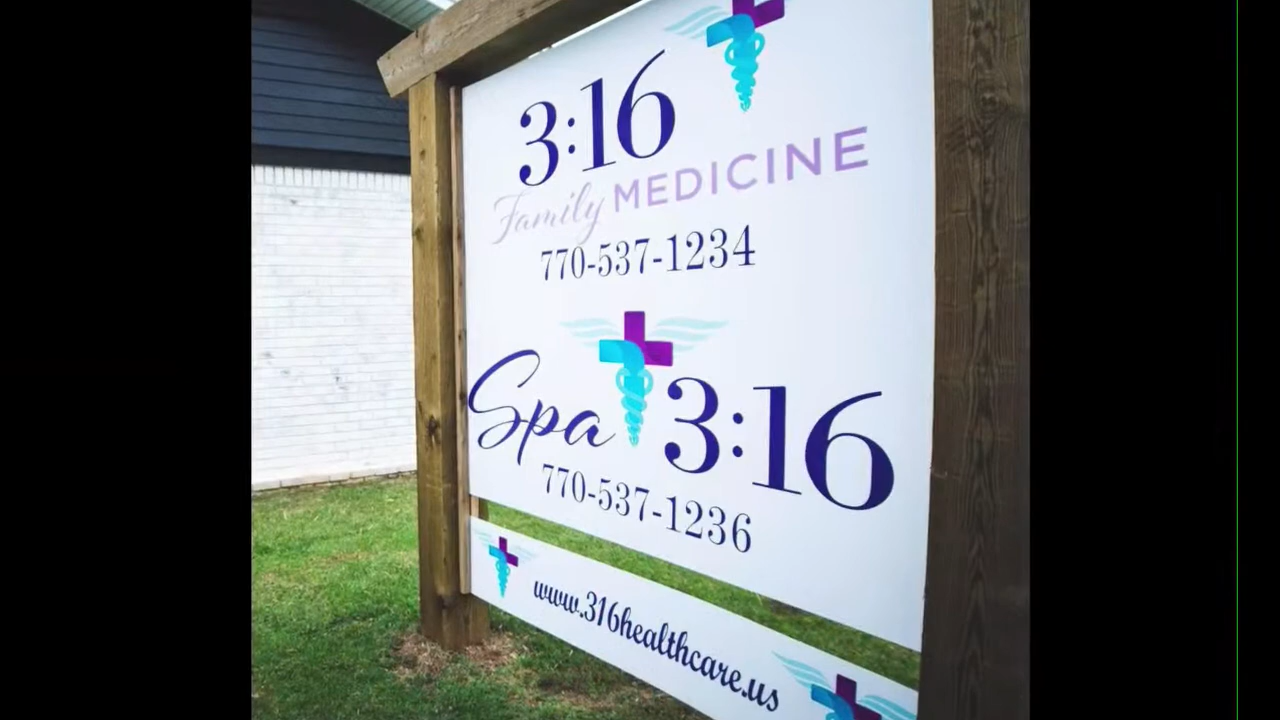 3:16
Family MEDICINE
770-537-1234
Spa 3:16
770-537-1236
www.316healthcare.us